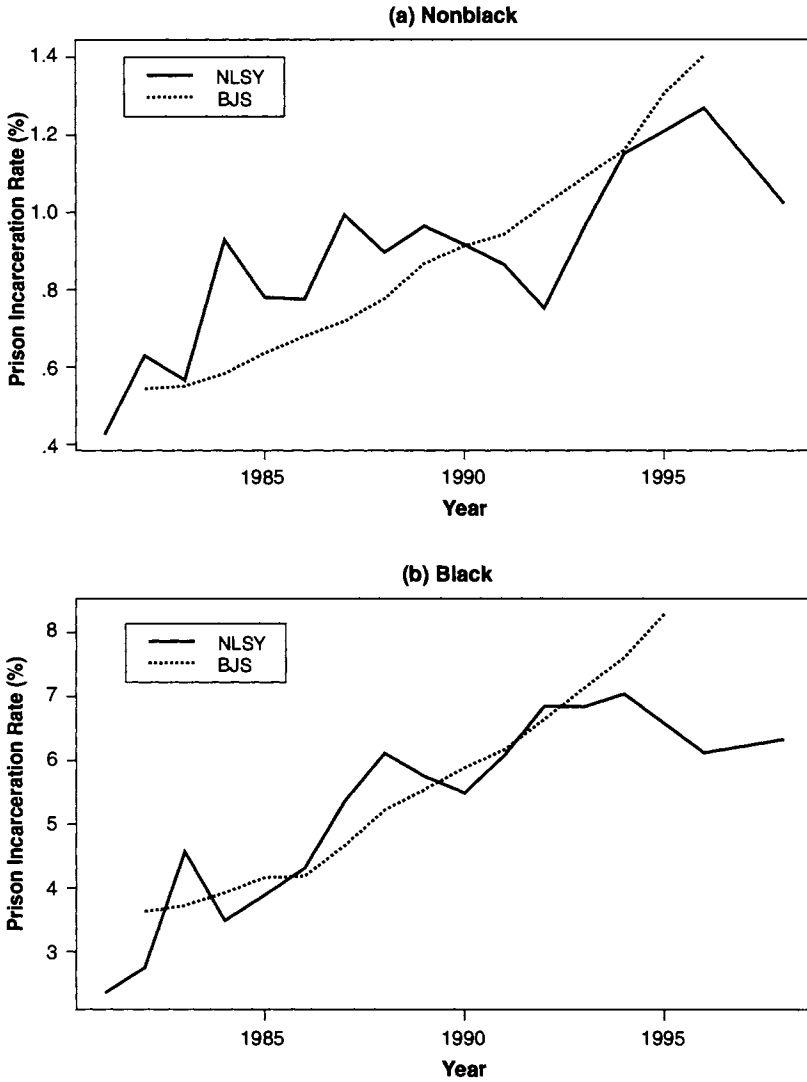 (a) Nonblack
NLSY
BJS
1.4
1.2
1.0
.8
.6
.4
Prison Incarceration Rate (%)
1985 1990 1995
Year
(b) Black
NLSY
BJS
8
7
6
5
4
3
Prison Incarceration Rate (%)
1985 1990 1995
Year